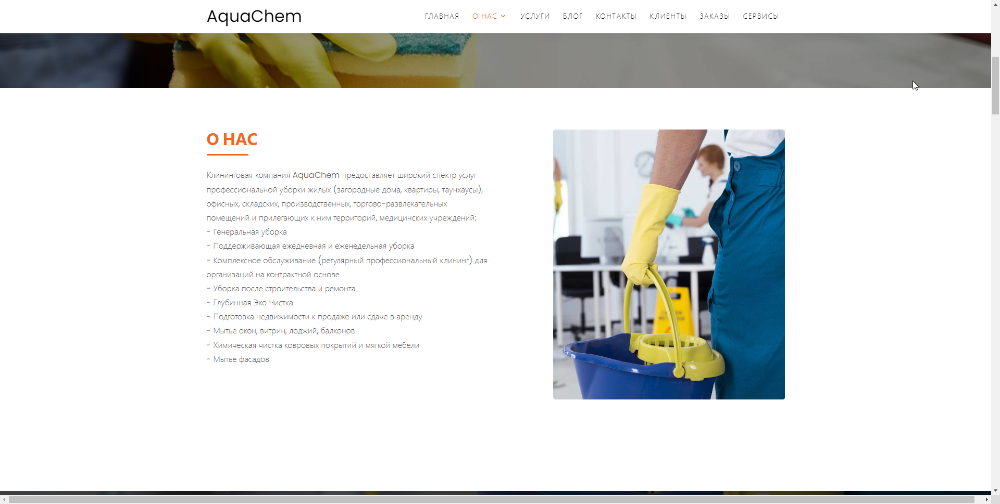 AquaChem
ГЛАВНАЯ О НАС УСЛУГИ БЛОГ КОНТАКТЫ КЛИЕНТЫ ЗАКАЗЫ СЕРВИСЫ
О НАС
Клининговая компания AquaChem предоставляет широкий спектр услуг
профессиональной уборки жилых (загородные дома, квартиры, таунхаусы),
офисных, складских, производственных, торгово-развлекательных
помещений и прилегающих к ним территорий, медицинских учреждений:
- Генеральная уборка
- Поддерживающая ежедневная и еженедельная уборка
- Комплексное обслуживание (регулярный профессиональный клининг) для
организаций на контрактной основе
- Уборка после строительства и ремонта
- Глубинная Эко Чистка
- Подготовка недвижимости к продаже или сдаче в аренду
- Мытье окон, витрин, лоджий, балконов
- Химическая чистка ковровых покрытий и мягкой мебели
- Мытье фасадов